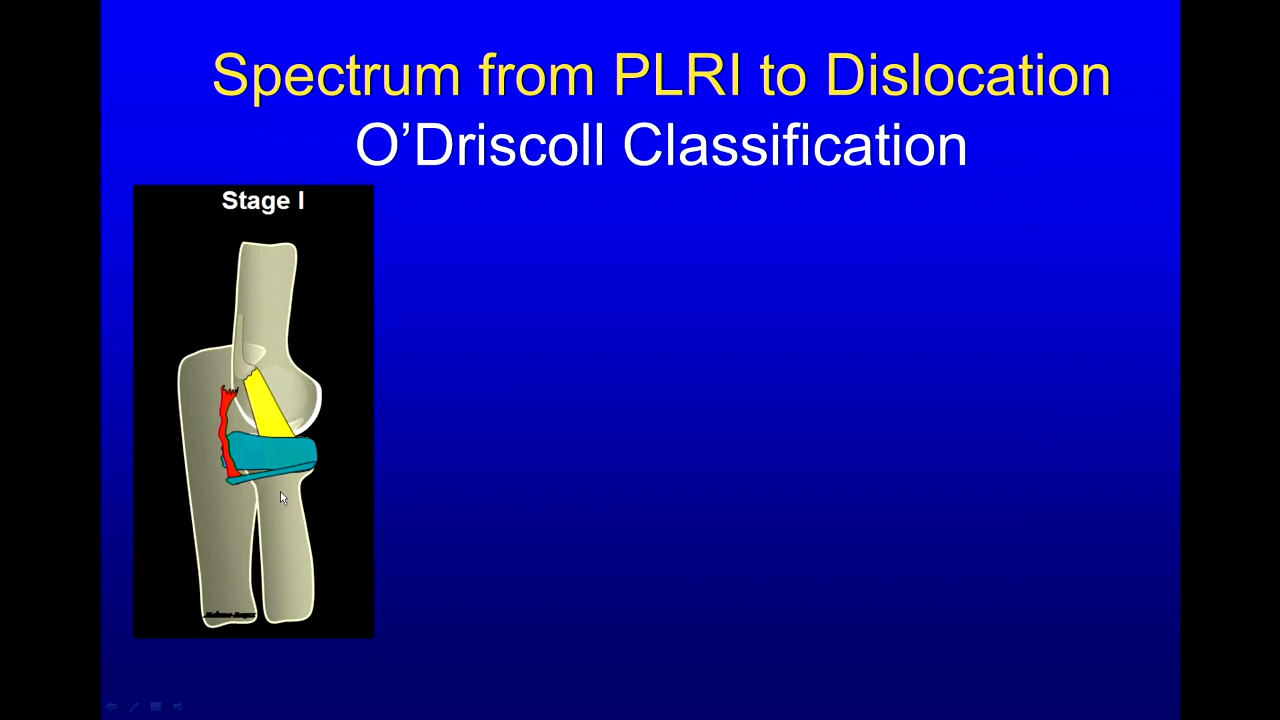 Spectrum from PLRI to Dislocation
O’Driscoll Classification
Stage I